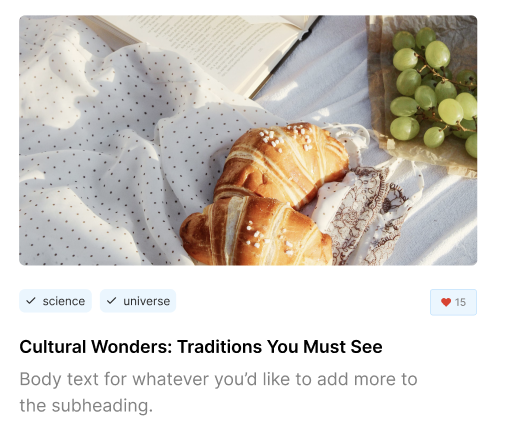 science universe 15
Cultural Wonders: Traditions You Must See
Body text for whatever you’d like to add more to
the subheading.